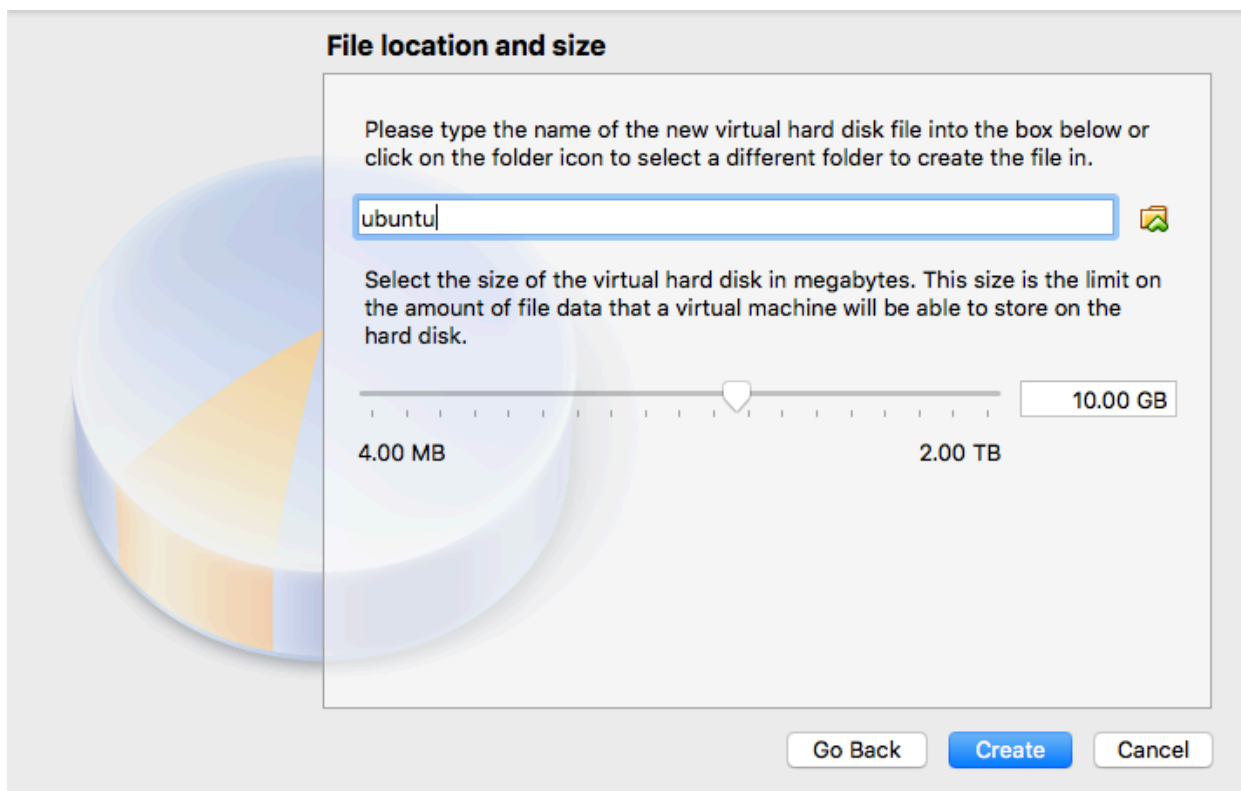 File location and size
Please type the name of the new virtual hard disk file into the box below or
click on the folder icon to select a different folder to create the file in.
ubuntu
Select the size of the virtual hard disk in megabytes. This size is the limit on
the amount of file data that a virtual machine will be able to store on the
hard disk.
10.00 GB
4.00 MB 2.00 TB
Go Back Create Cancel